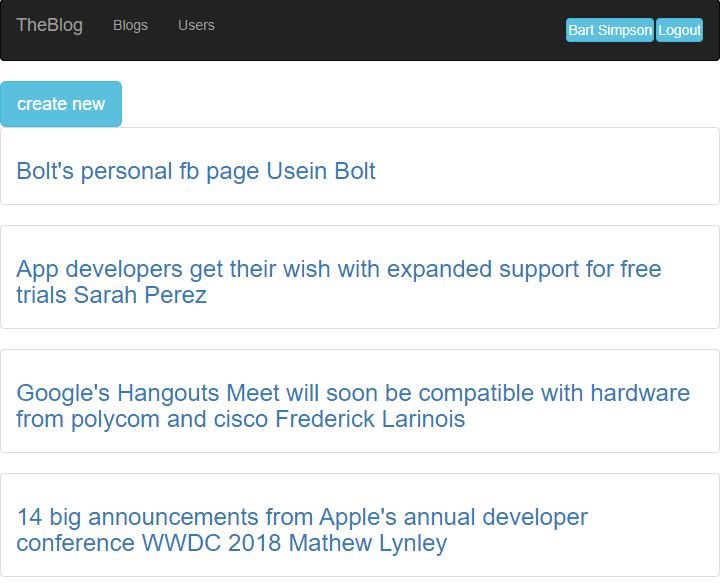 TheBlog Blogs Users Bart Simpson Logout
create new
Bolt's personal fb page Usein Bolt
App developers get their wish with expanded support for free
trials Sarah Perez
Google's Hangouts Meet will soon be compatible with hardware
from polycom and cisco Frederick Larinois
14 big announcements from Apple's annual developer
conference WWDC 2018 Mathew Lynley